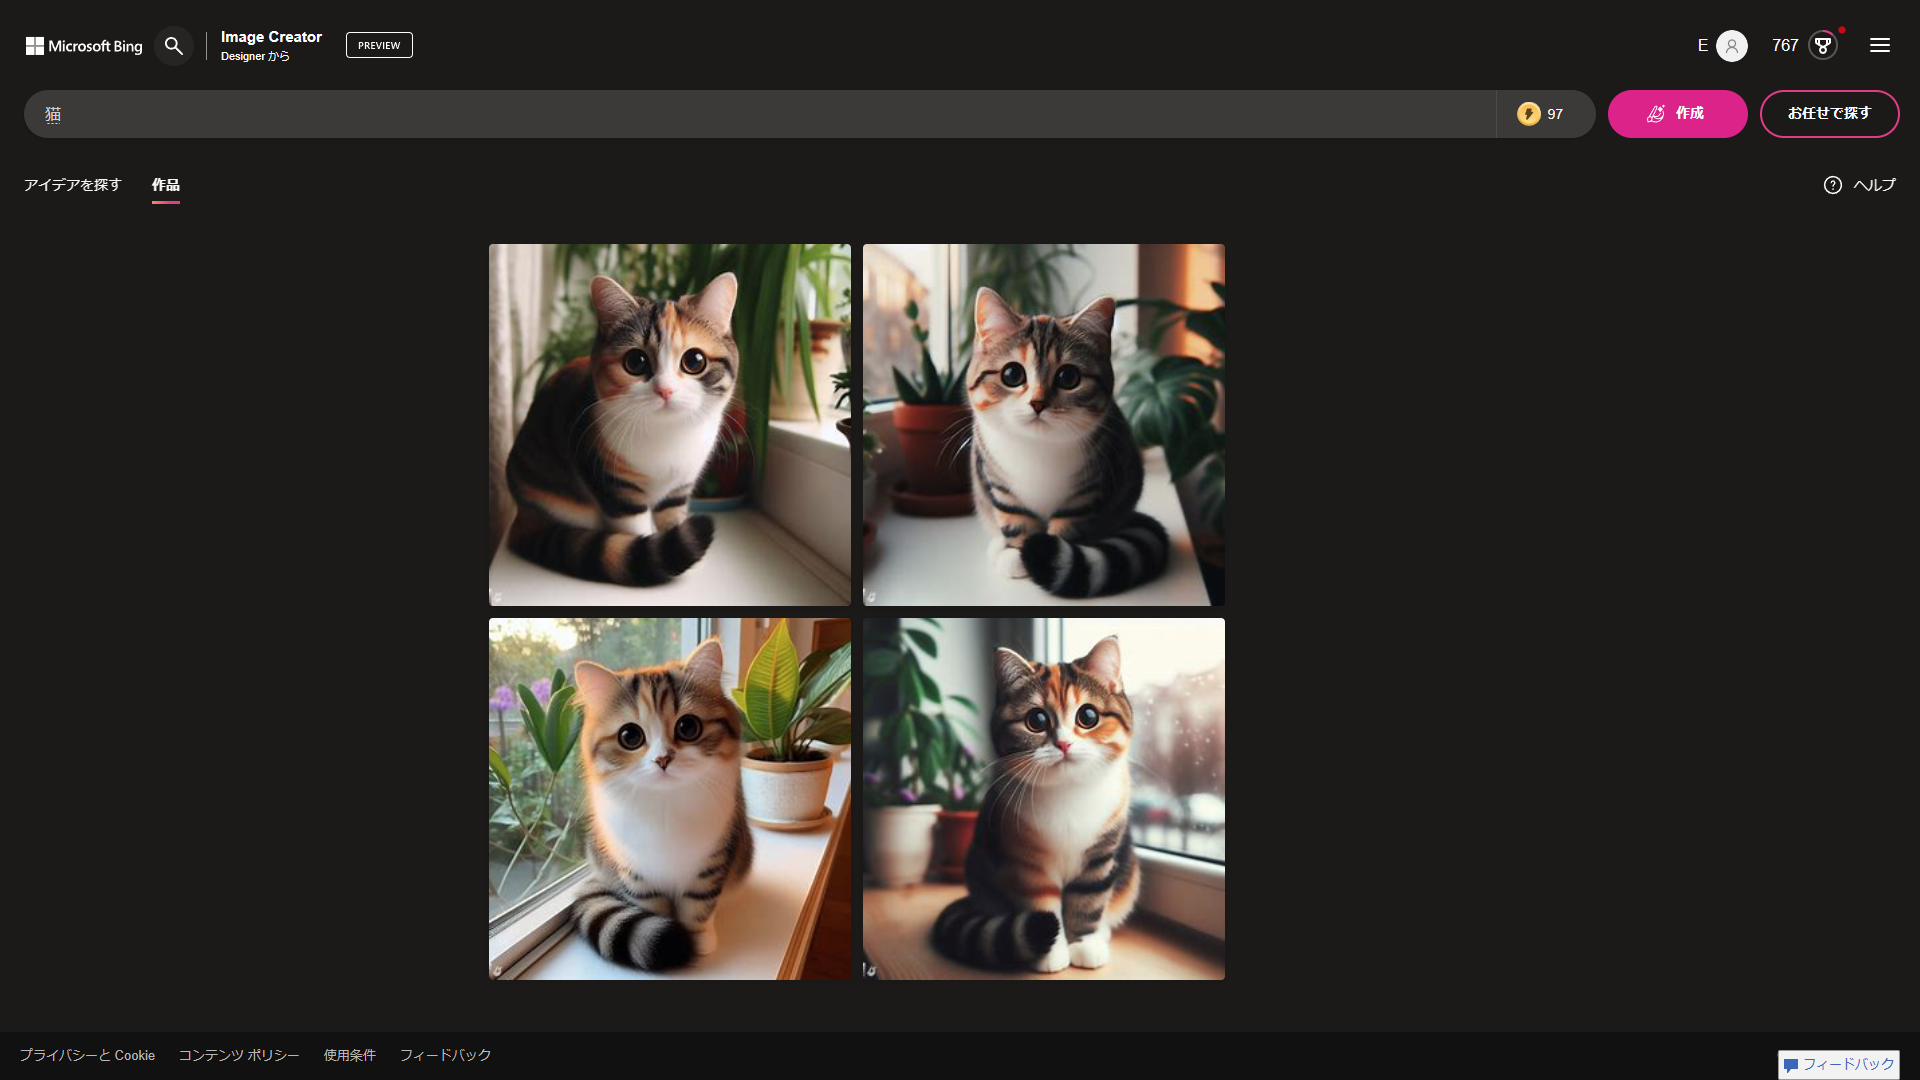 Microsoft Bing
Image Creator
Designer から
PREVIEW
E
767
猫
97
作成
お任せで探す
アイデアを探す
作品
ヘルプ
プライバシーと Cookie
コンテンツ ポリシー
使用条件
フィードバック
フィードバック